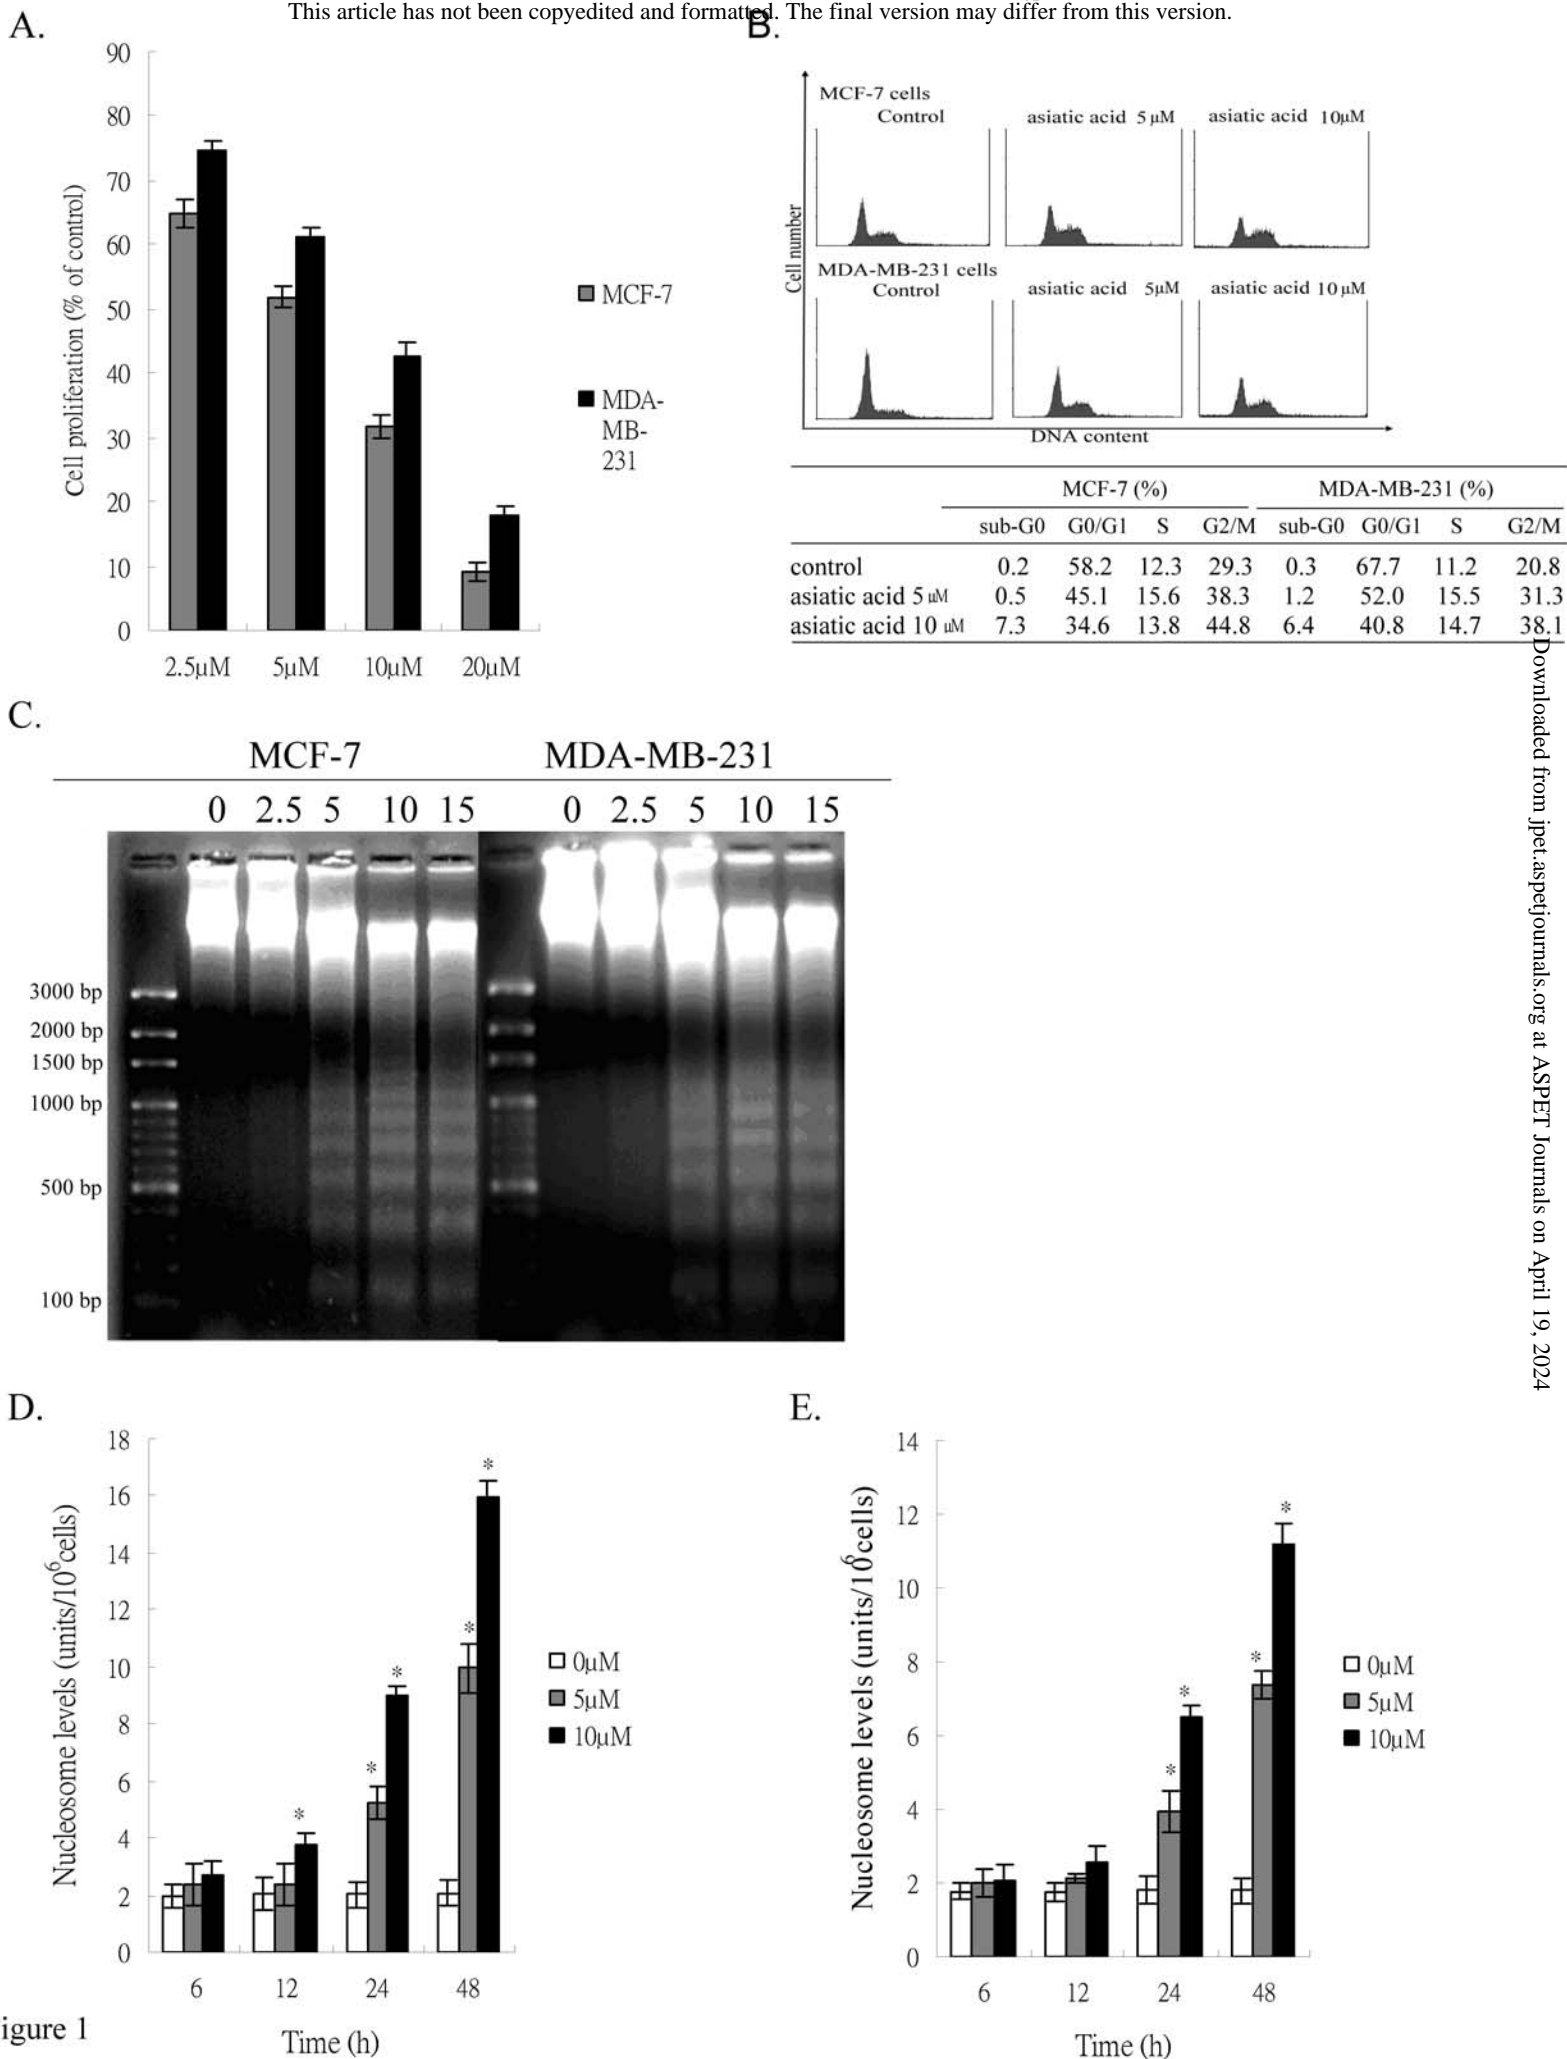 This article has not been copyedited and formatted. The final version may differ from this version.
A.
90
80
70
60
50
40
30
20
10
0
Cell proliferation (% of control)
2.5µM 5µM 10µM 20µM
MCF-7
MDA-
MB-
231
B.
MCF-7 cells
Control asiatic acid 5 µM asiatic acid 10µM
MDA-MB-231 cells
Control asiatic acid 5µM asiatic acid 10 µM
Cell number
DNA content
MCF-7 (%) MDA-MB-231 (%)
sub-G0 G0/G1 S G2/M sub-G0 G0/G1 S G2/M
control 0.2 58.2 12.3 29.3 0.3 67.7 11.2 20.8
asiatic acid 5 µM 0.5 45.1 15.6 38.3 1.2 52.0 15.5 31.3
asiatic acid 10 µM 7.3 34.6 13.8 44.8 6.4 40.8 14.7 38.1
Downloaded from jpet.aspetjournals.org at ASPET Journals on April 19, 2024
C.
MCF-7 MDA-MB-231
0 2.5 5 10 15 0 2.5 5 10 15
3000 bp
2000 bp
1500 bp
1000 bp
500 bp
100 bp
D.
18
16
14
12
10
8
6
4
2
0
Nucleosome levels (units/10⁶cells)
* * * * *
6 12 24 48
Time (h)
0µM
5µM
10µM
E.
14
12
10
8
6
4
2
0
Nucleosome levels (units/10⁶cells)
* * * *
6 12 24 48
Time (h)
0µM
5µM
10µM
igure 1